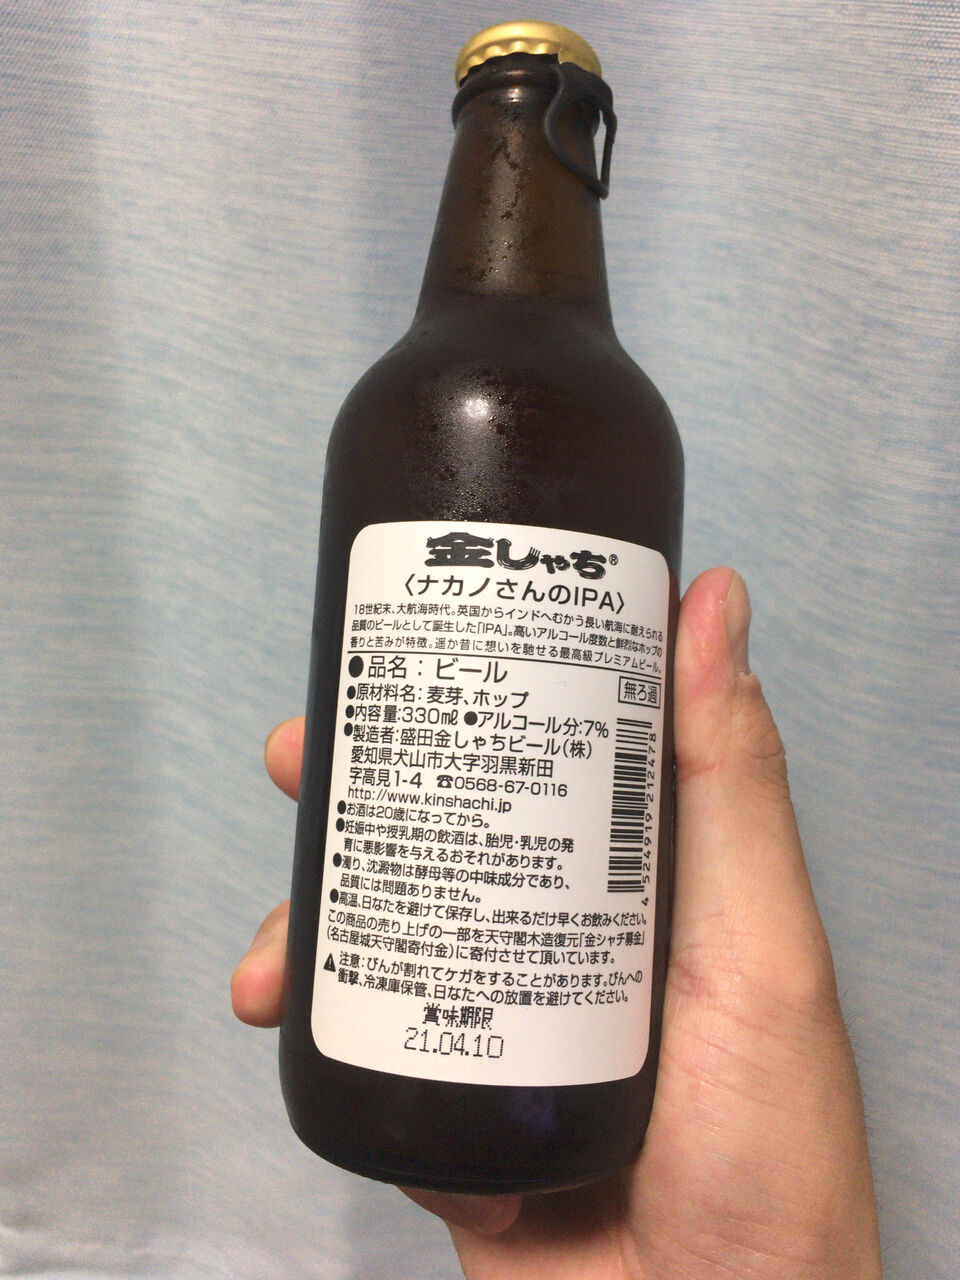 金しゃち®
〈ナカノさんのIPA〉
18世紀末、大航海時代。英国からインドへむかう長い航海に耐えられる
品質のビールとして誕生した「IPA」。高いアルコール度数と鮮烈なホップの
香りと苦みが特徴。遥か昔に想いを馳せる最高級プレミアムビール。
●品名：ビール
無ろ過
●原材料名：麦芽、ホップ
●内容量:330㎖ ●アルコール分:7%
●製造者:盛田金しゃちビール(株)
愛知県犬山市大字羽黒新田
字高見1-4 ☎0568-67-0116
http://www.kinshachi.jp
●お酒は20歳になってから。
●妊娠中や授乳期の飲酒は、胎児・乳児の発
育に悪影響を与えるおそれがあります。
●濁り、沈澱物は酵母等の中味成分であり、
品質には問題ありません。
●高温、日なたを避けて保存し、出来るだけ早くお飲みください。
この商品の売り上げの一部を天守閣木造復元「金シャチ募金」
(名古屋城天守閣寄付金)に寄付させて頂いています。
⚠注意：びんが割れてケガをすることがあります。びんへの
衝撃、冷凍庫保管、日なたへの放置を避けてください。
賞味期限
21.04.10
4 524919 212478